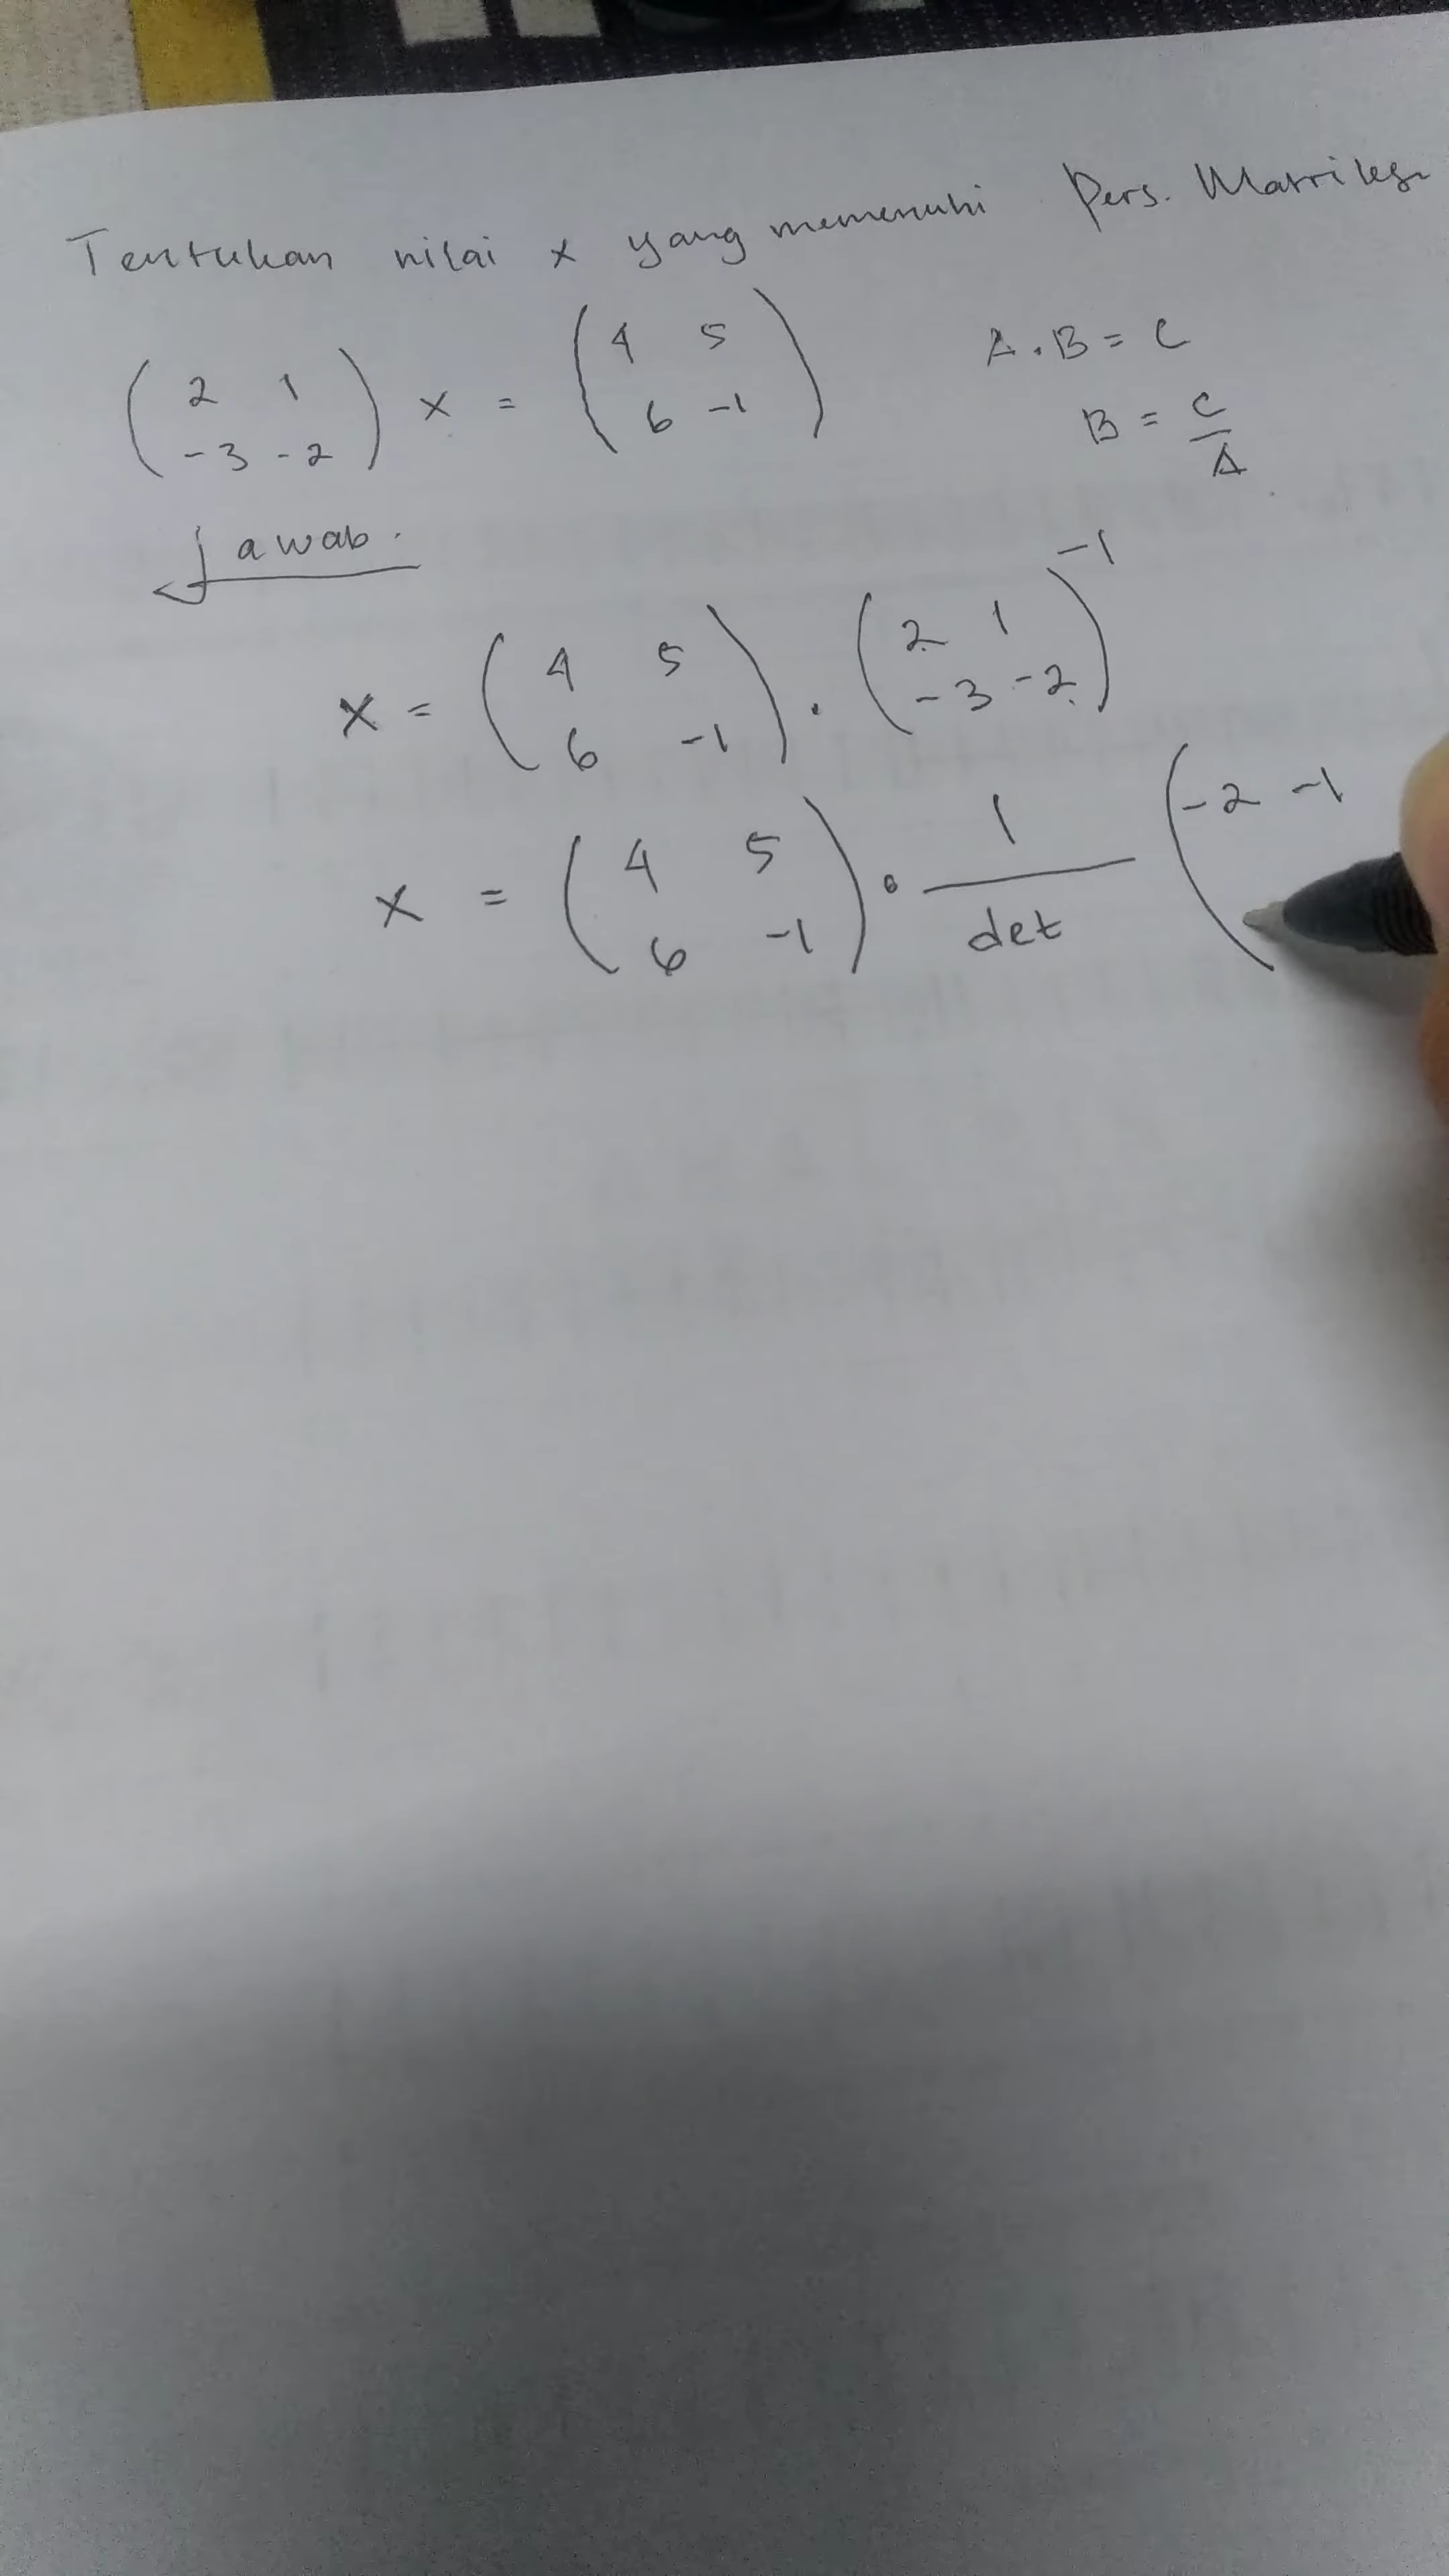 Tentukan nilai x yang memenuhi Pers. Matriks
( 2 1 ) x = ( 4 5 )
-3 -2 6 -1
A . B = C
B = C
A
Jawab.
x = ( 4 5 ) . ( 2 1 ) -1
6 -1 -3 -2
x = ( 4 5 ) . 1 ( -2 -1
6 -1 det